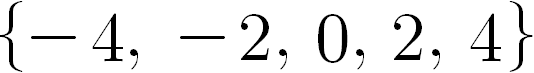 {− 4, − 2, 0, 2, 4}